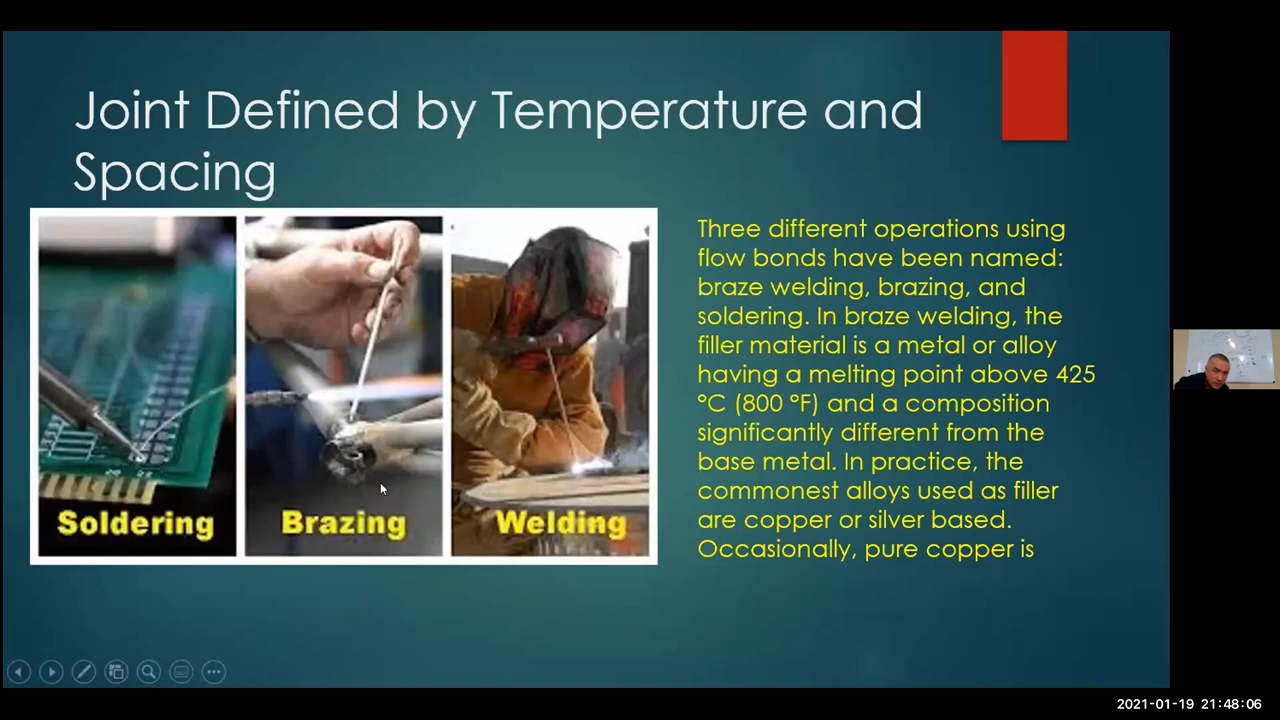 Joint Defined by Temperature and
Spacing
Soldering
Brazing
Welding
Three different operations using
flow bonds have been named:
braze welding, brazing, and
soldering. In braze welding, the
filler material is a metal or alloy
having a melting point above 425
°C (800 °F) and a composition
significantly different from the
base metal. In practice, the
commonest alloys used as filler
are copper or silver based.
Occasionally, pure copper is
2021-01-19 21:48:06